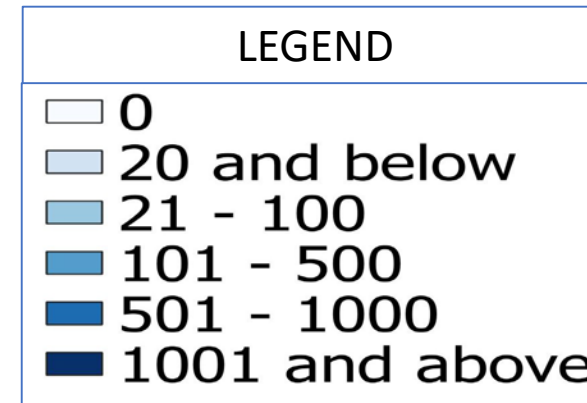 LEGEND
0
20 and below
21 - 100
101 - 500
501 - 1000
1001 and above